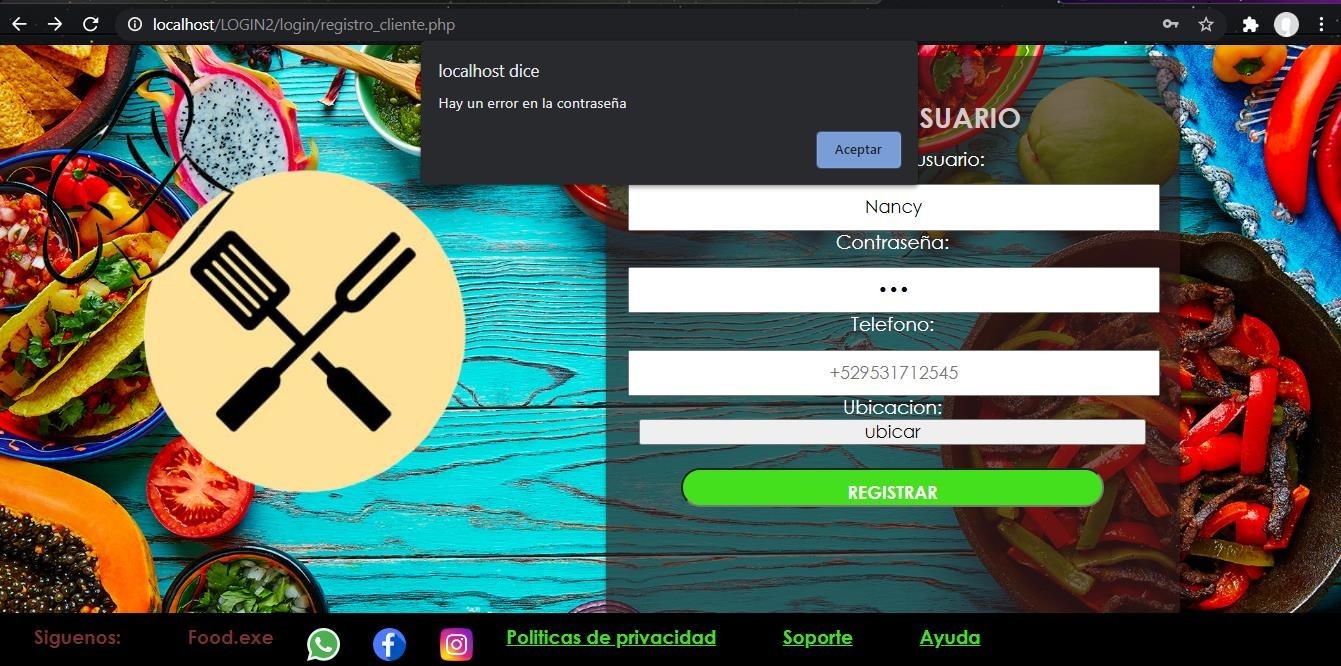 localhost/LOGIN2/login/registro_cliente.php
localhost dice
Hay un error en la contraseña
Aceptar
SUARIO
usuario:
Nancy
Contraseña:
Telefono:
+529531712545
Ubicacion:
ubicar
REGISTRAR
Siguenos:
Food.exe
Politicas de privacidad
Soporte
Ayuda